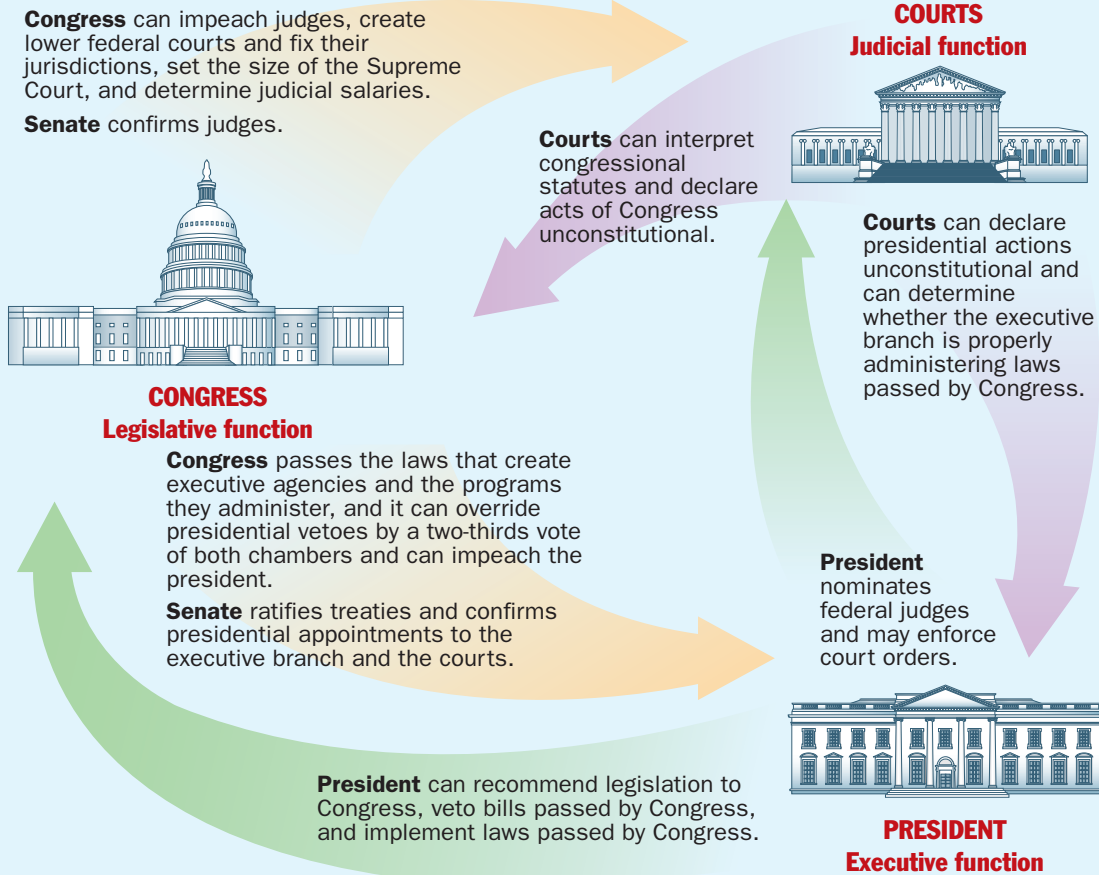 Congress can impeach judges, create
lower federal courts and fix their
jurisdictions, set the size of the Supreme
Court, and determine judicial salaries.
Senate confirms judges.
COURTS
Judicial function
Courts can interpret
congressional
statutes and declare
acts of Congress
unconstitutional.
Courts can declare
presidential actions
unconstitutional and
can determine
whether the executive
branch is properly
administering laws
passed by Congress.
CONGRESS
Legislative function
Congress passes the laws that create
executive agencies and the programs
they administer, and it can override
presidential vetoes by a two-thirds vote
of both chambers and can impeach the
president.
Senate ratifies treaties and confirms
presidential appointments to the
executive branch and the courts.
President
nominates
federal judges
and may enforce
court orders.
President can recommend legislation to
Congress, veto bills passed by Congress,
and implement laws passed by Congress.
PRESIDENT
Executive function